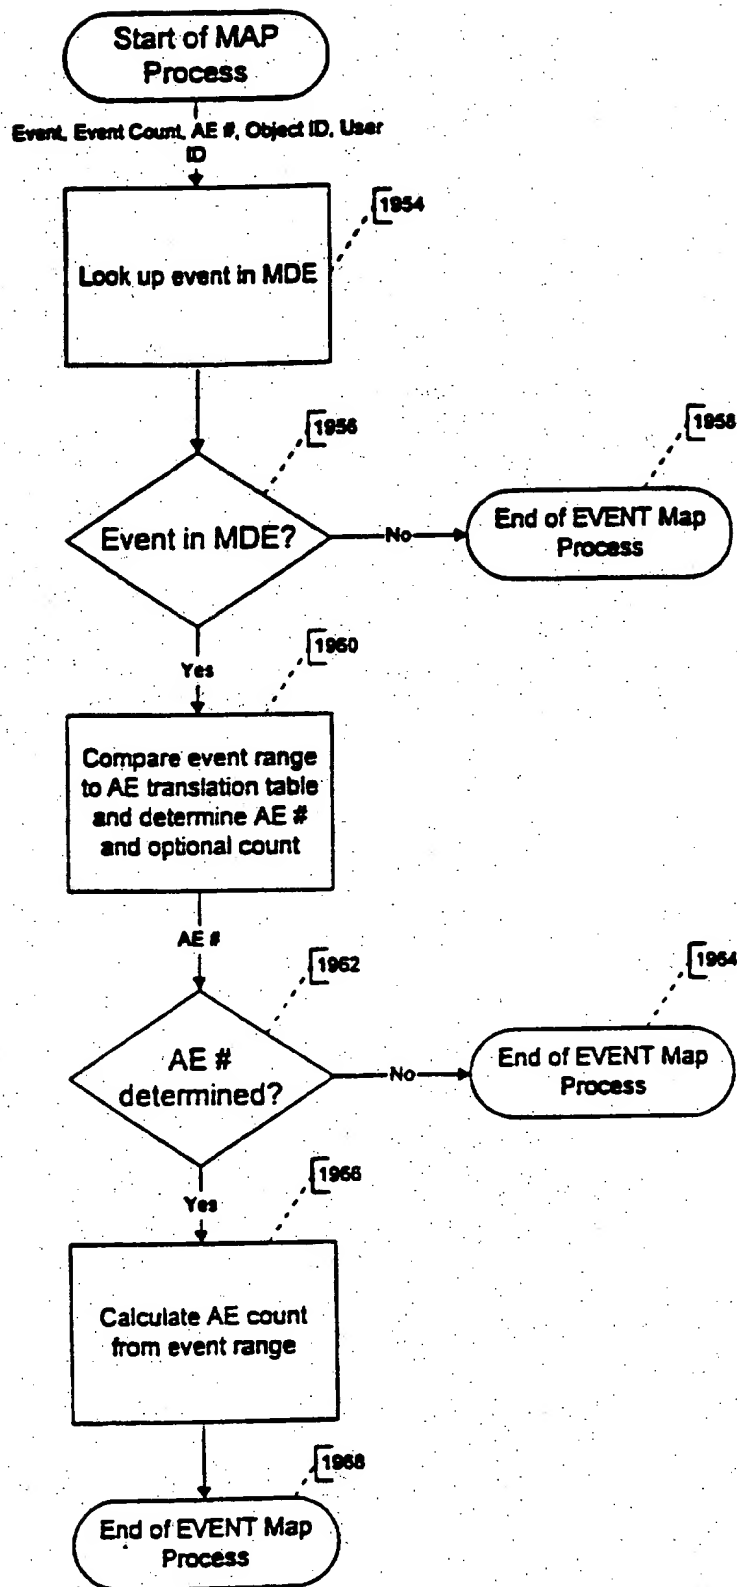 Start of MAP
Process
Event, Event Count, AE #, Object ID, User
ID
1954
Look up event in MDE
1956
1958
Event in MDE?
No
End of EVENT Map
Process
1960
Yes
Compare event range
to AE translation table
and determine AE #
and optional count
AE #
1962
1964
AE #
determined?
No
End of EVENT Map
Process
1966
Yes
Calculate AE count
from event range
1968
End of EVENT Map
Process